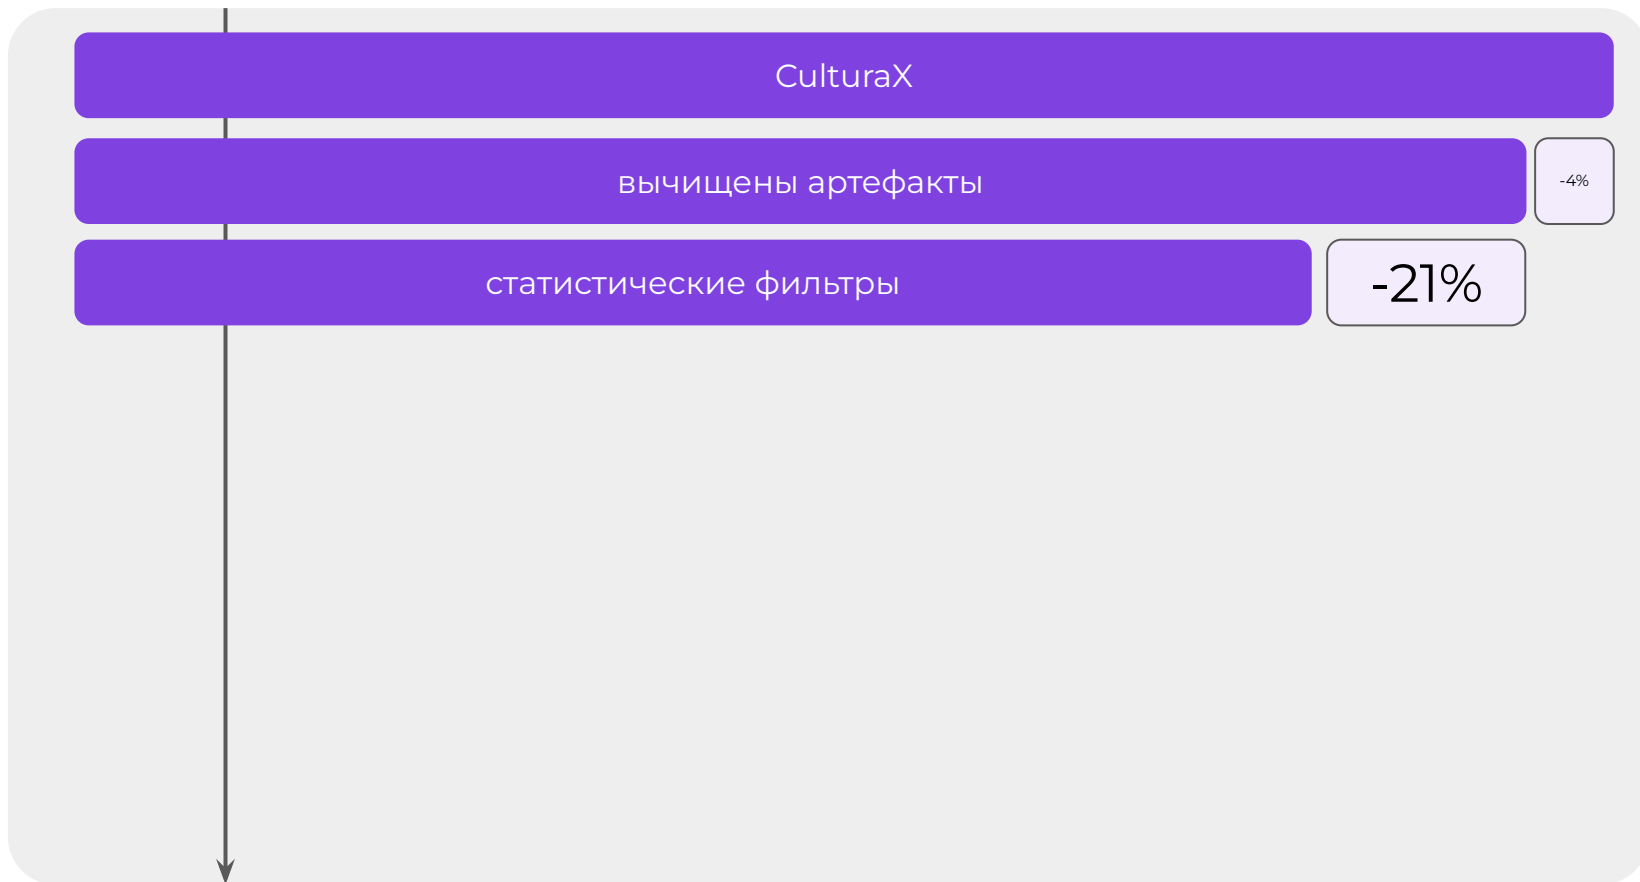 CulturaX
вычищены артефакты
-4%
статистические фильтры
-21%